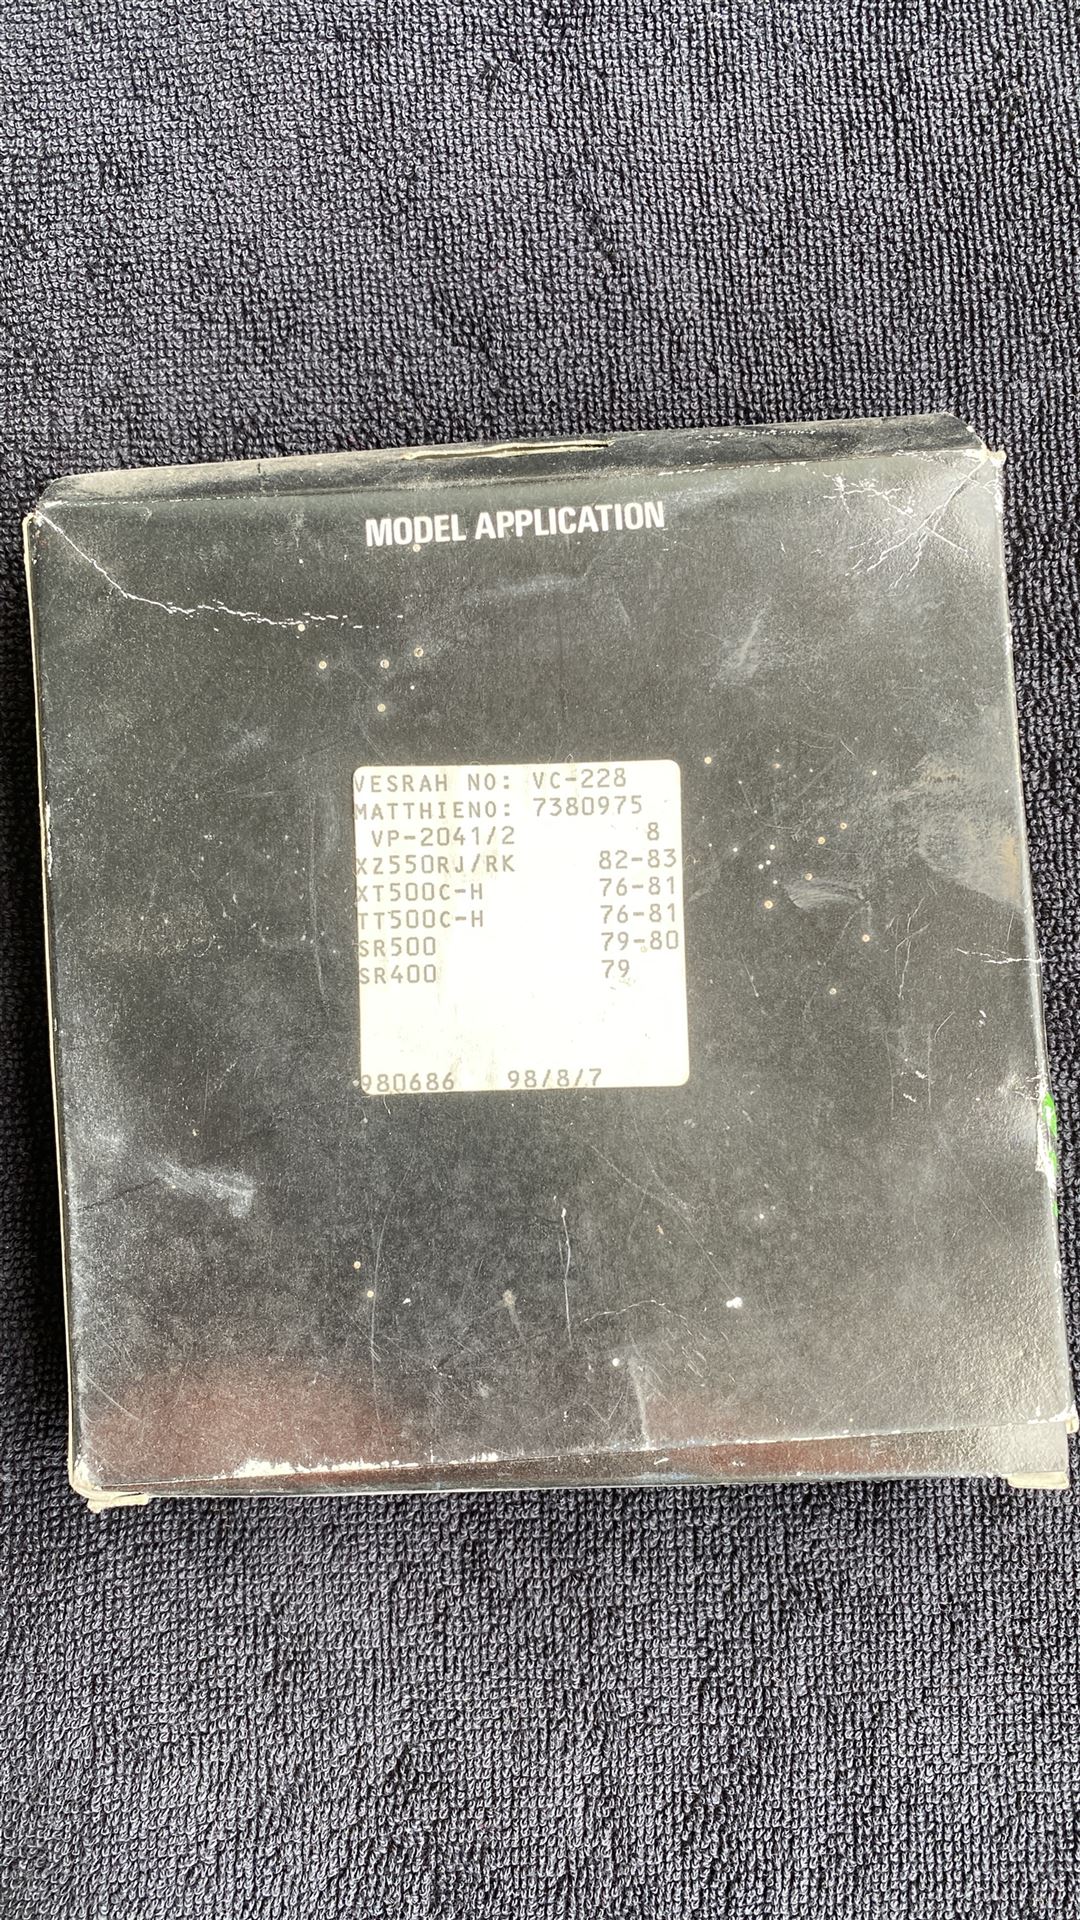 MODEL APPLICATION
VESRAH NO: VC-228
MATTHIENO: 7380975
VP-2041/2 8
XZ550RJ/RK 82-83
XT500C-H 76-81
TT500C-H 76-81
SR500 79-80
SR400 79
980686 98/8/7